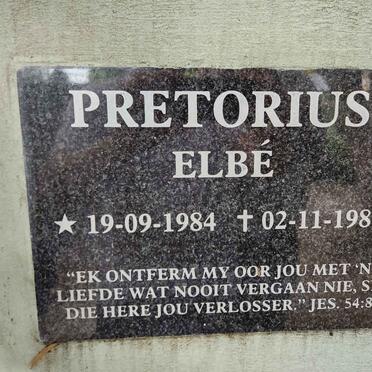 PRETORIUS
ELBÉ
★ 19-09-1984 ✝ 02-11-198
“EK ONTFERM MY OOR JOU MET ’N
LIEFDE WAT NOOIT VERGAAN NIE, S
DIE HERE JOU VERLOSSER.” JES. 54:8